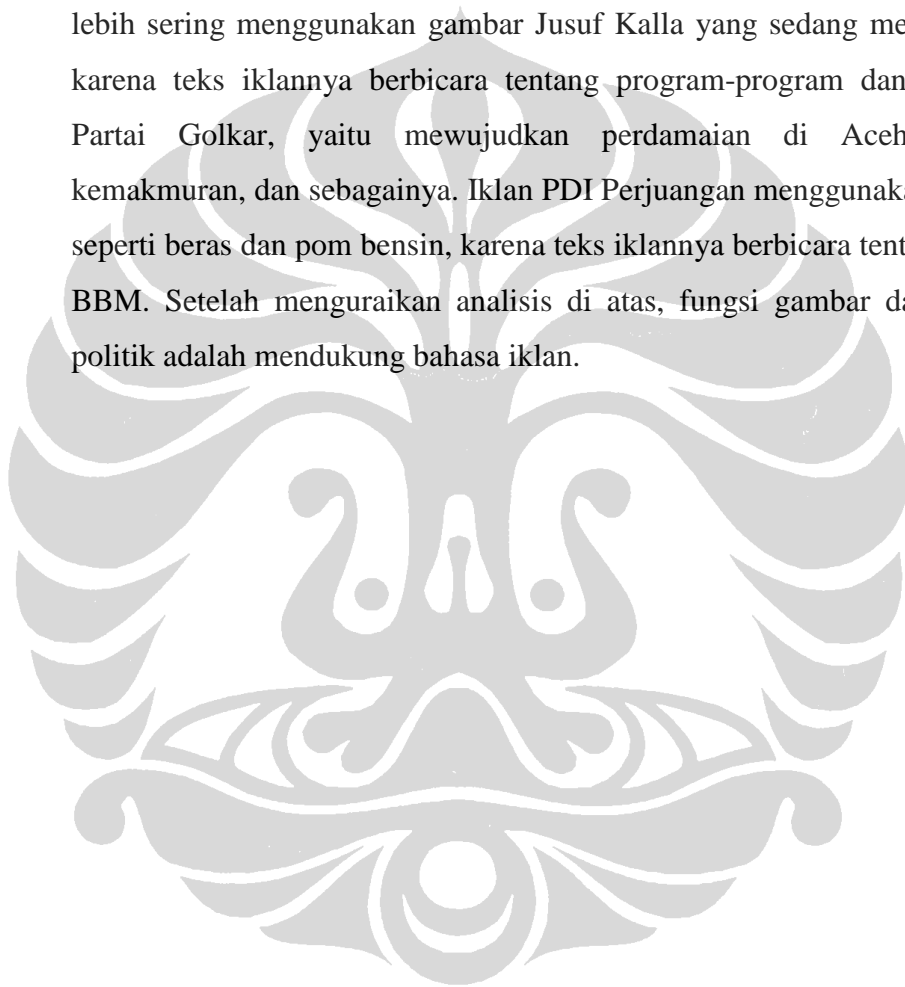 lebih sering menggunakan gambar Jusuf Kalla yang sedang me
karena teks iklannya berbicara tentang program-program dan
Partai Golkar, yaitu mewujudkan perdamaian di Aceh
kemakmuran, dan sebagainya. Iklan PDI Perjuangan menggunaka
seperti beras dan pom bensin, karena teks iklannya berbicara tent
BBM. Setelah menguraikan analisis di atas, fungsi gambar da
politik adalah mendukung bahasa iklan.